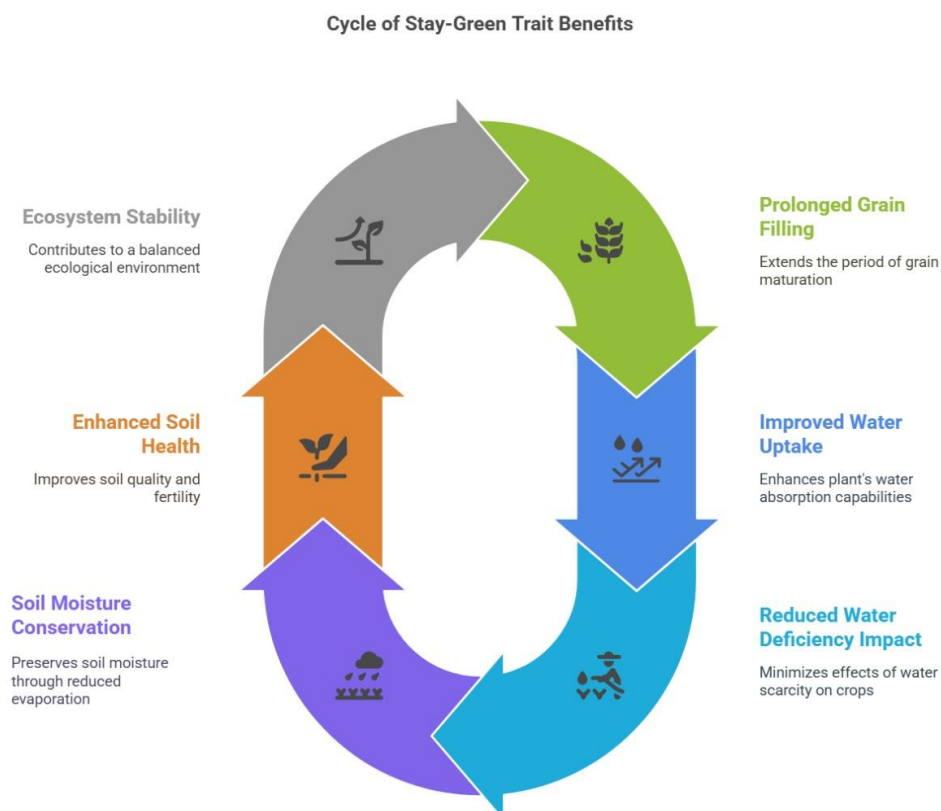 Cycle of Stay-Green Trait Benefits
Ecosystem Stability
Contributes to a balanced
ecological environment
Prolonged Grain
Filling
Extends the period of grain
maturation
Enhanced Soil
Health
Improves soil quality and
fertility
Improved Water
Uptake
Enhances plant's water
absorption capabilities
Soil Moisture
Conservation
Preserves soil moisture
through reduced
evaporation
Reduced Water
Deficiency Impact
Minimizes effects of water
scarcity on crops